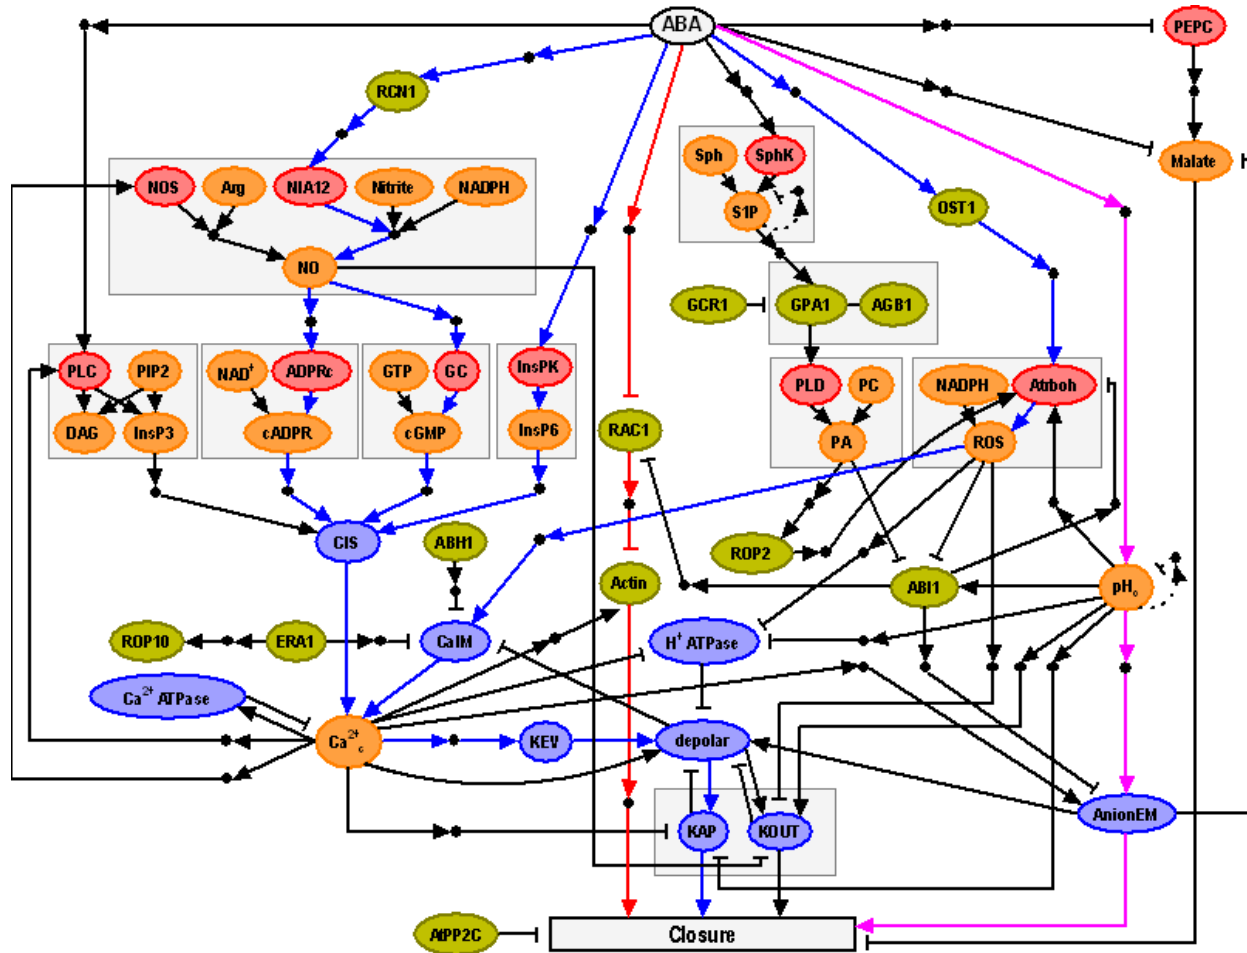 ABA
PEPC
RCN1
Sph
SphK
Malate
NOS
Arg
NIA12
Nitrite
NADPH
S1P
OST1
NO
GCR1
GPA1
AGB1
PLC
PIP2
NAD⁺
ADPRc
GTP
GC
InsPK
PLD
PC
NADPH
Atrboh
DAG
InsP3
cADPR
cGMP
InsP6
RAC1
PA
ROS
CIS
ABH1
ROP2
Actin
ABI1
pHc
ROP10
ERA1
CaIM
H⁺ ATPase
Ca²⁺ ATPase
Ca²⁺c
KEV
depolar
AnionEM
KAP
KOUT
AtPP2C
Closure